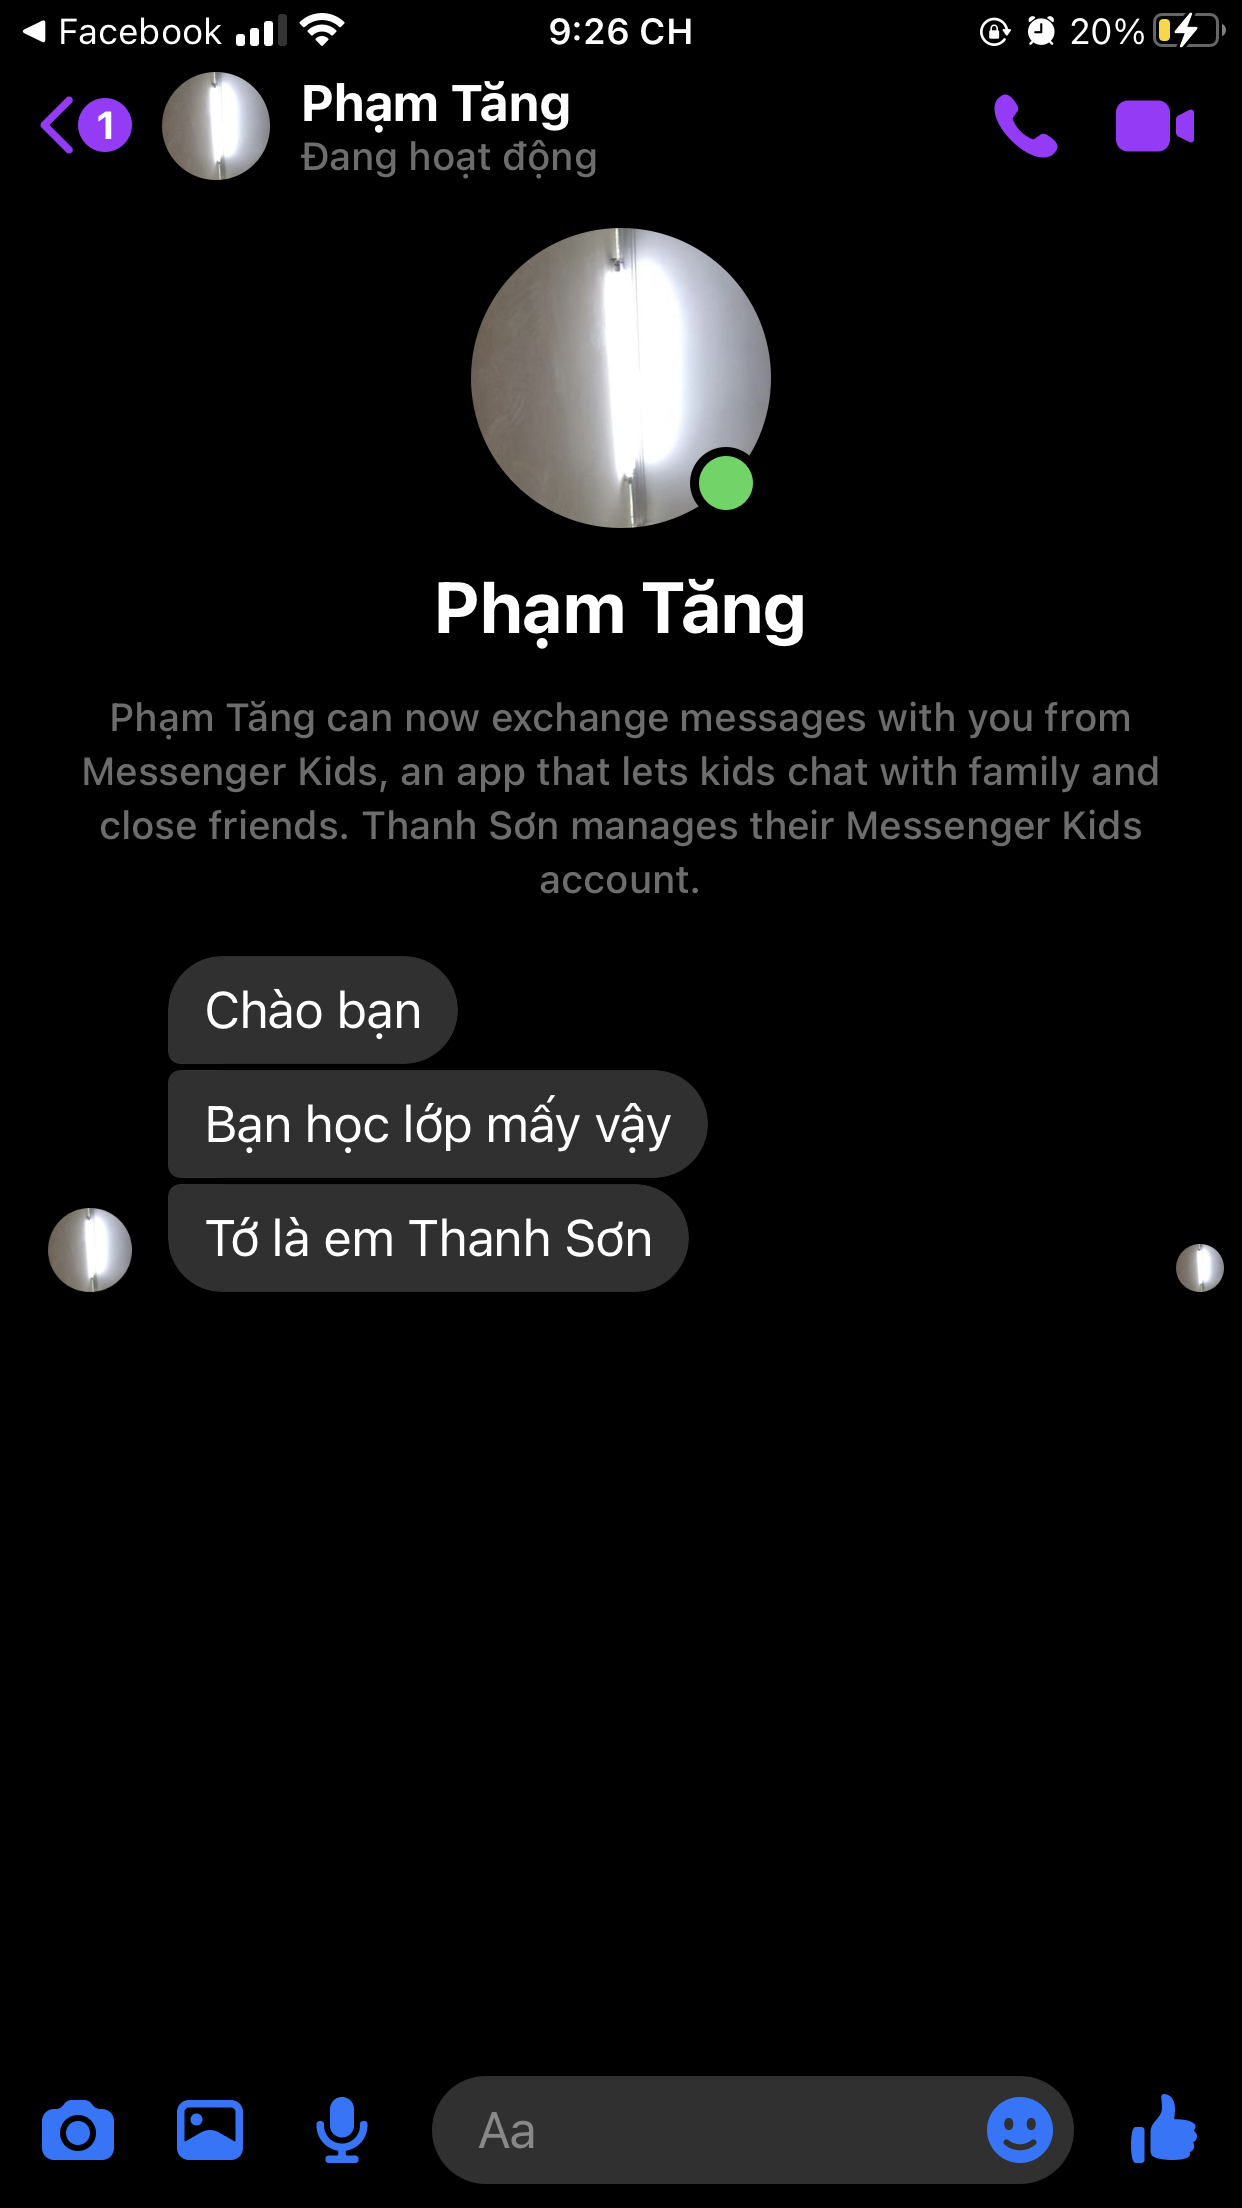 Facebook
9:26 CH
20%
1
Phạm Tăng
Đang hoạt động
Phạm Tăng
Phạm Tăng can now exchange messages with you from
Messenger Kids, an app that lets kids chat with family and
close friends. Thanh Sơn manages their Messenger Kids
account.
Chào bạn
Bạn học lớp mấy vậy
Tớ là em Thanh Sơn
Aa